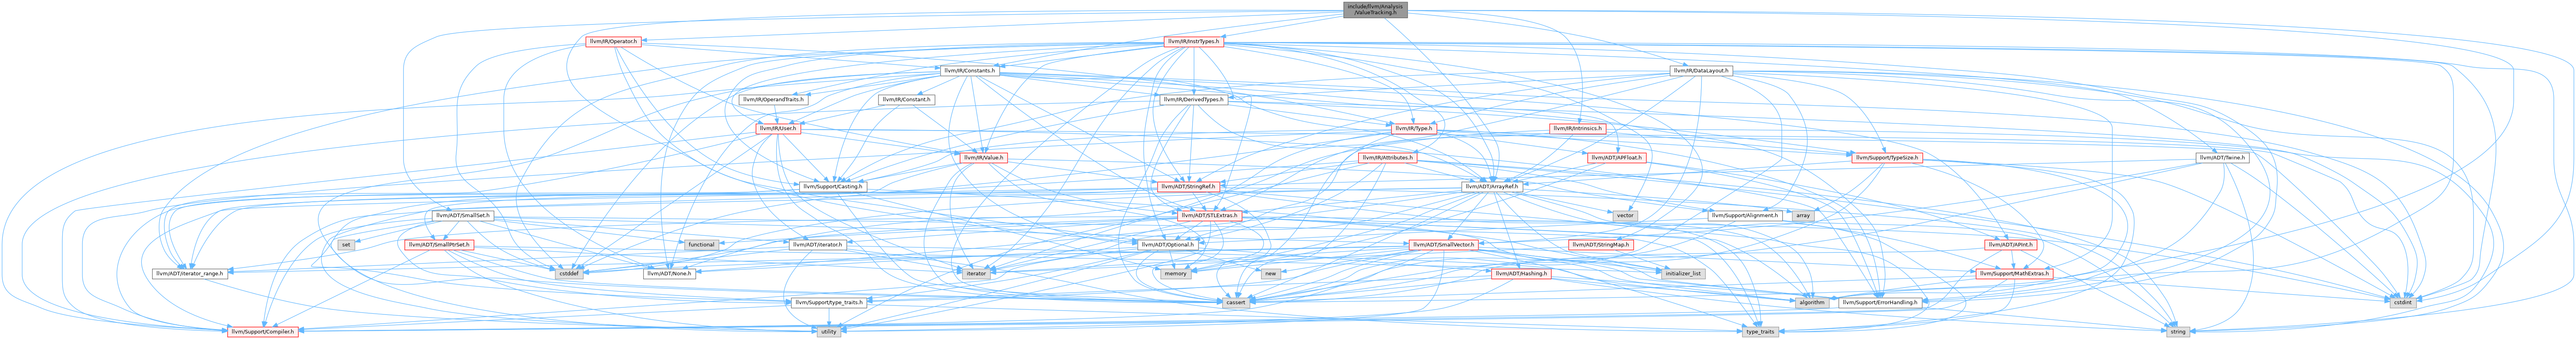 include/llvm/Analysis
/ValueTracking.h
llvm/IR/Operator.h
llvm/IR/InstrTypes.h
llvm/IR/Constants.h
llvm/IR/DataLayout.h
llvm/IR/OperandTraits.h
llvm/IR/Constant.h
llvm/IR/DerivedTypes.h
llvm/IR/User.h
llvm/IR/Type.h
llvm/IR/Intrinsics.h
llvm/IR/Value.h
llvm/IR/Attributes.h
llvm/ADT/APFloat.h
llvm/Support/TypeSize.h
llvm/ADT/Twine.h
llvm/Support/Casting.h
llvm/ADT/StringRef.h
llvm/ADT/ArrayRef.h
llvm/ADT/SmallSet.h
llvm/ADT/STLExtras.h
vector
llvm/Support/Alignment.h
array
set
llvm/ADT/SmallPtrSet.h
functional
llvm/ADT/iterator.h
llvm/ADT/Optional.h
llvm/ADT/SmallVector.h
llvm/ADT/StringMap.h
llvm/ADT/APInt.h
llvm/ADT/iterator_range.h
cstddef
llvm/ADT/None.h
iterator
memory
new
llvm/ADT/Hashing.h
initializer_list
llvm/Support/MathExtras.h
llvm/Support/type_traits.h
cassert
algorithm
llvm/Support/ErrorHandling.h
cstdint
llvm/Support/Compiler.h
utility
type_traits
string